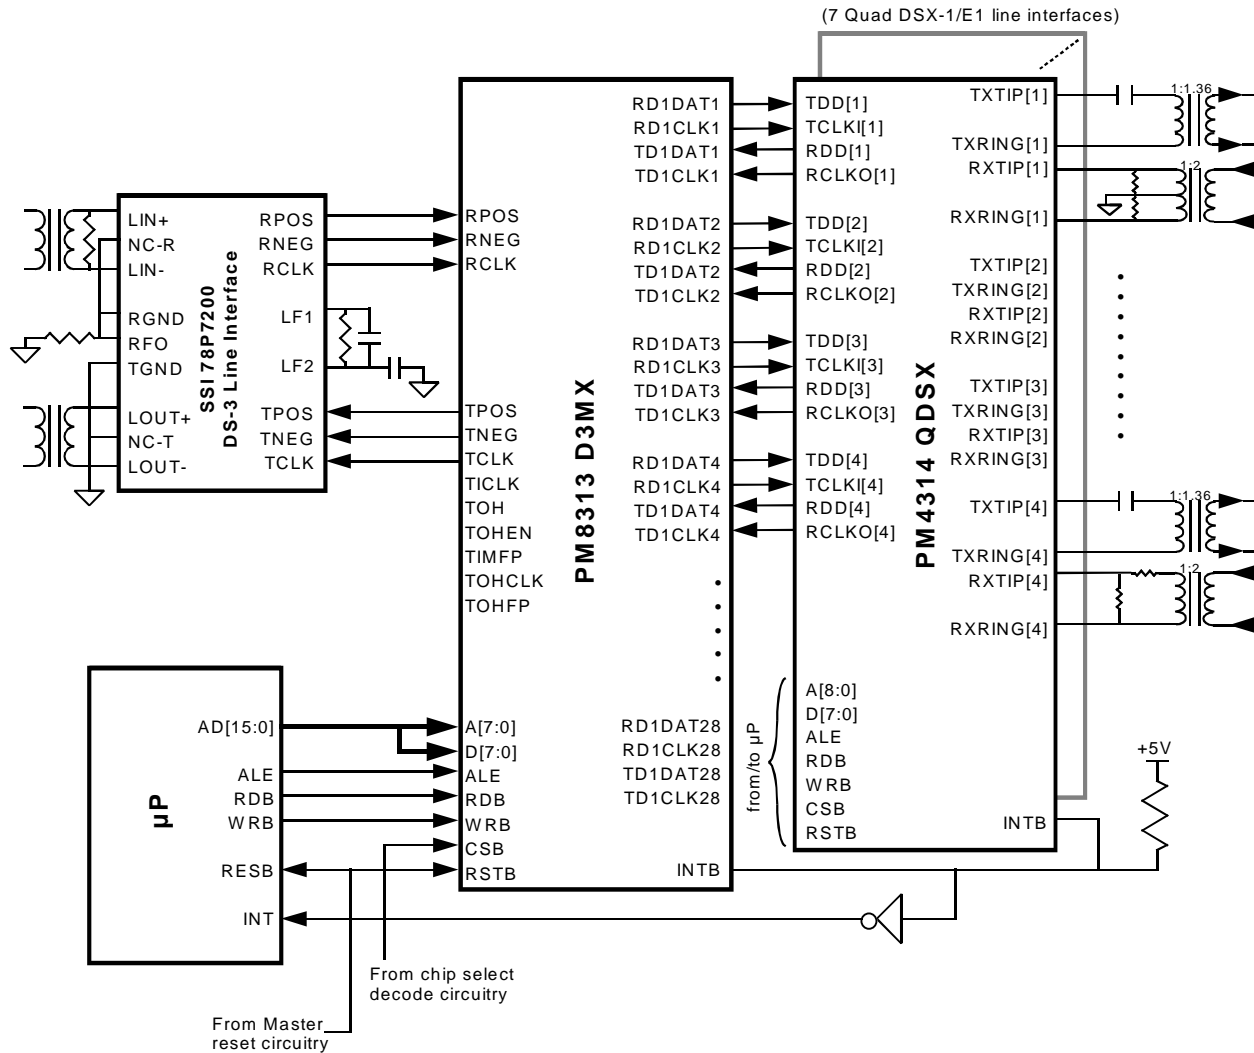 (7 Quad DSX-1/E1 line interfaces)
LIN+
NC-R
LIN-
RGND
RFO
TGND
LOUT+
NC-T
LOUT-
SSI 78P7200
DS-3 Line Interface
RPOS
RNEG
RCLK
LF1
LF2
TPOS
TNEG
TCLK
RPOS
RNEG
RCLK
TPOS
TNEG
TCLK
TICLK
TOH
TOHEN
TIMFP
TOHCLK
TOHFP
A[7:0]
D[7:0]
ALE
RDB
WRB
CSB
RSTB
PM8313 D3MX
RD1DAT1
RD1CLK1
TD1DAT1
TD1CLK1
RD1DAT2
RD1CLK2
TD1DAT2
TD1CLK2
RD1DAT3
RD1CLK3
TD1DAT3
TD1CLK3
RD1DAT4
RD1CLK4
TD1DAT4
TD1CLK4
RD1DAT28
RD1CLK28
TD1DAT28
TD1CLK28
INTB
TDD[1]
TCLKI[1]
RDD[1]
RCLKO[1]
TDD[2]
TCLKI[2]
RDD[2]
RCLKO[2]
TDD[3]
TCLKI[3]
RDD[3]
RCLKO[3]
TDD[4]
TCLKI[4]
RDD[4]
RCLKO[4]
from/to µP
A[8:0]
D[7:0]
ALE
RDB
WRB
CSB
RSTB
PM4314 QDSX
TXTIP[1]
TXRING[1]
RXTIP[1]
RXRING[1]
TXTIP[2]
TXRING[2]
RXTIP[2]
RXRING[2]
TXTIP[3]
TXRING[3]
RXTIP[3]
RXRING[3]
TXTIP[4]
TXRING[4]
RXTIP[4]
RXRING[4]
INTB
1:1.36
1:2
1:1.36
1:2
+5V
µP
AD[15:0]
ALE
RDB
WRB
RESB
INT
From chip select
decode circuitry
From Master
reset circuitry